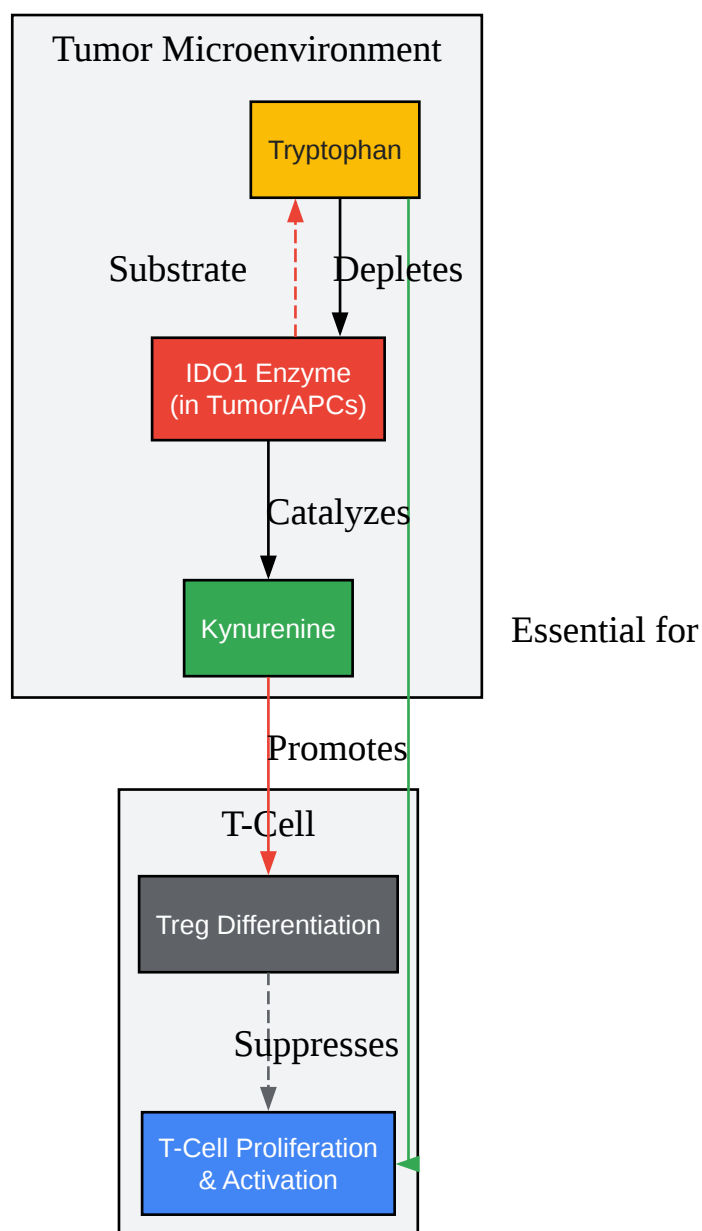 Tumor Microenvironment
Tryptophan
Substrate
Depletes
IDO1 Enzyme
(in Tumor/APCs)
Catalyzes
Kynurenine
Essential for
Promotes
T-Cell
Treg Differentiation
Suppresses
T-Cell Proliferation
& Activation